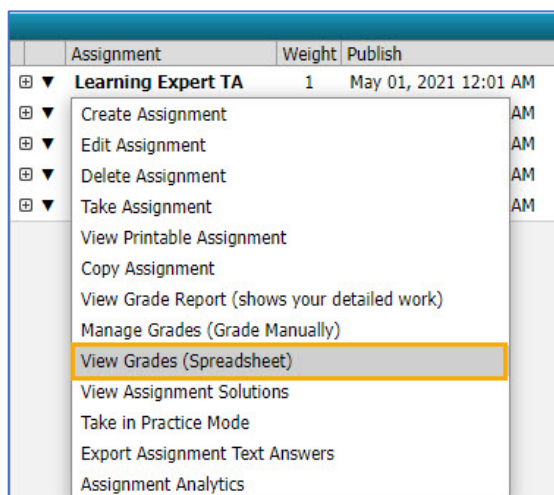 Assignment Weight Publish
Learning Expert TA 1 May 01, 2021 12:01 AM
Create Assignment AM
Edit Assignment AM
Delete Assignment AM
Take Assignment AM
View Printable Assignment
Copy Assignment
View Grade Report (shows your detailed work)
Manage Grades (Grade Manually)
View Grades (Spreadsheet)
View Assignment Solutions
Take in Practice Mode
Export Assignment Text Answers
Assignment Analytics